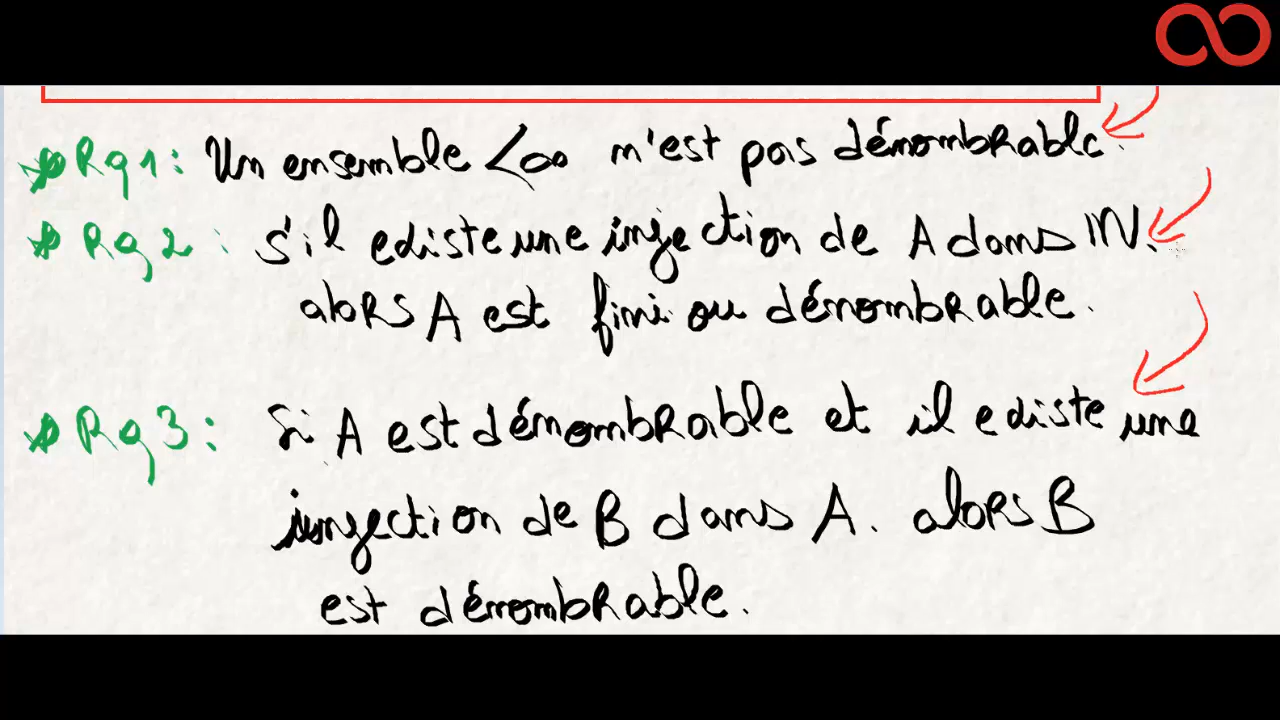 Rq1: Un ensemble <∞ n'est pas dénombrable.
Rq2: s'il existe une injection de A dans IN.
alors A est fini ou dénombrable.
Rq3: Si A est dénombrable et il existe une
injection de B dans A. alors B
est dénombrable.